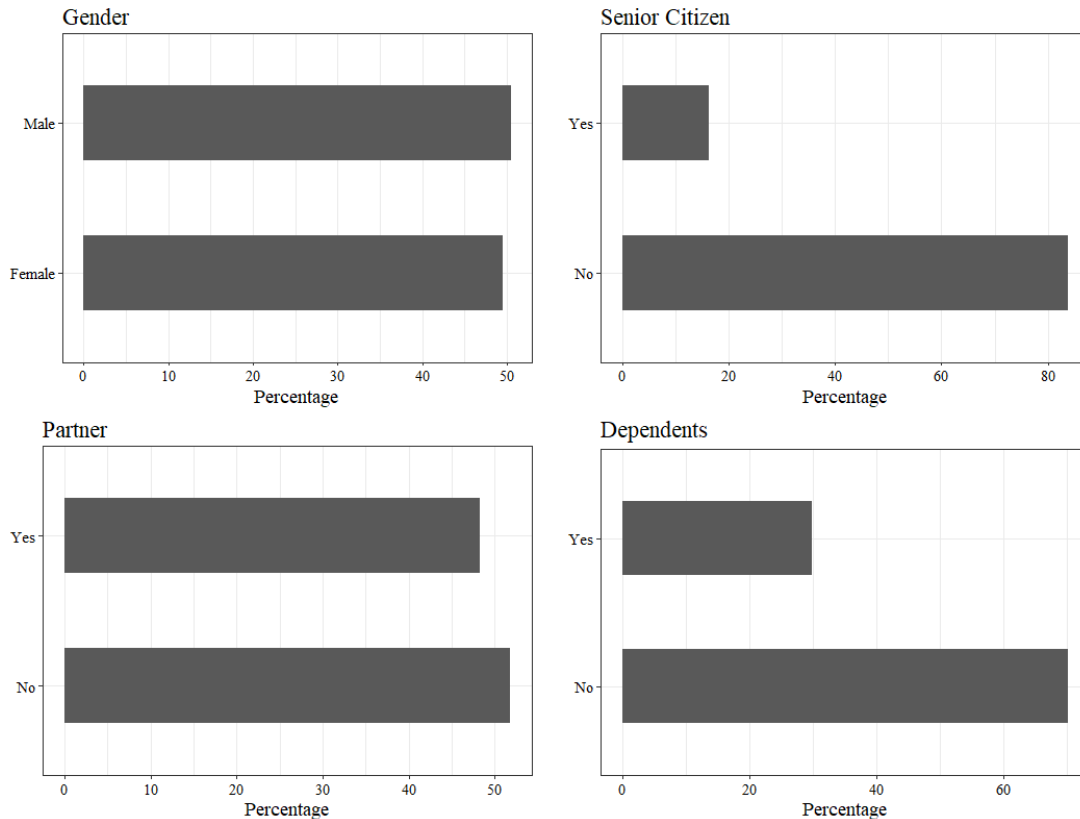 Gender
Male
Female
0 10 20 30 40 50
Percentage
Senior Citizen
Yes
No
0 20 40 60 80
Percentage
Partner
Yes
No
0 10 20 30 40 50
Percentage
Dependents
Yes
No
0 20 40 60
Percentage